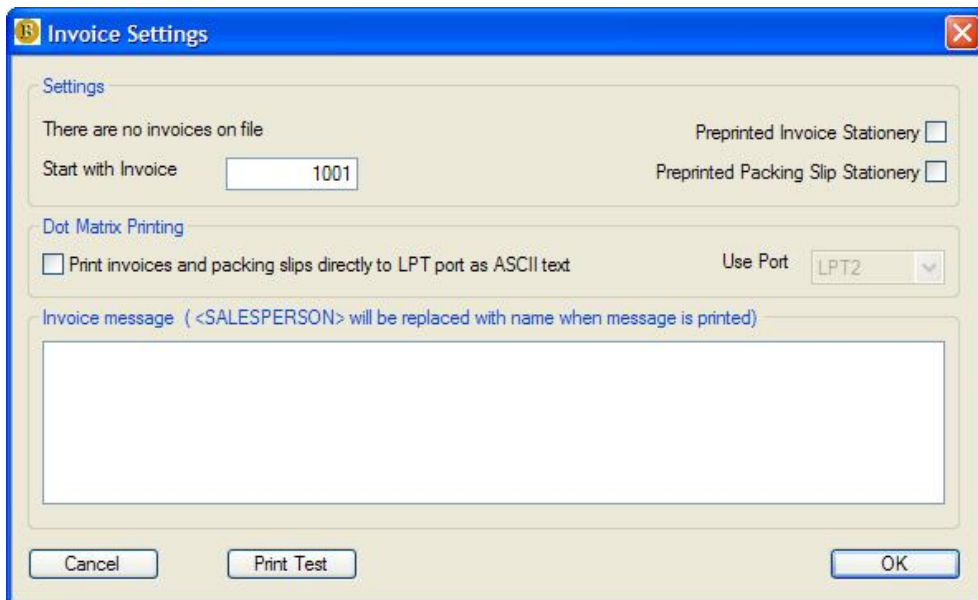 B Invoice Settings
Settings
There are no invoices on file
Preprinted Invoice Stationery
Start with Invoice 1001
Preprinted Packing Slip Stationery
Dot Matrix Printing
Print invoices and packing slips directly to LPT port as ASCII text
Use Port LPT2
Invoice message ( <SALESPERSON> will be replaced with name when message is printed)
Cancel
Print Test
OK